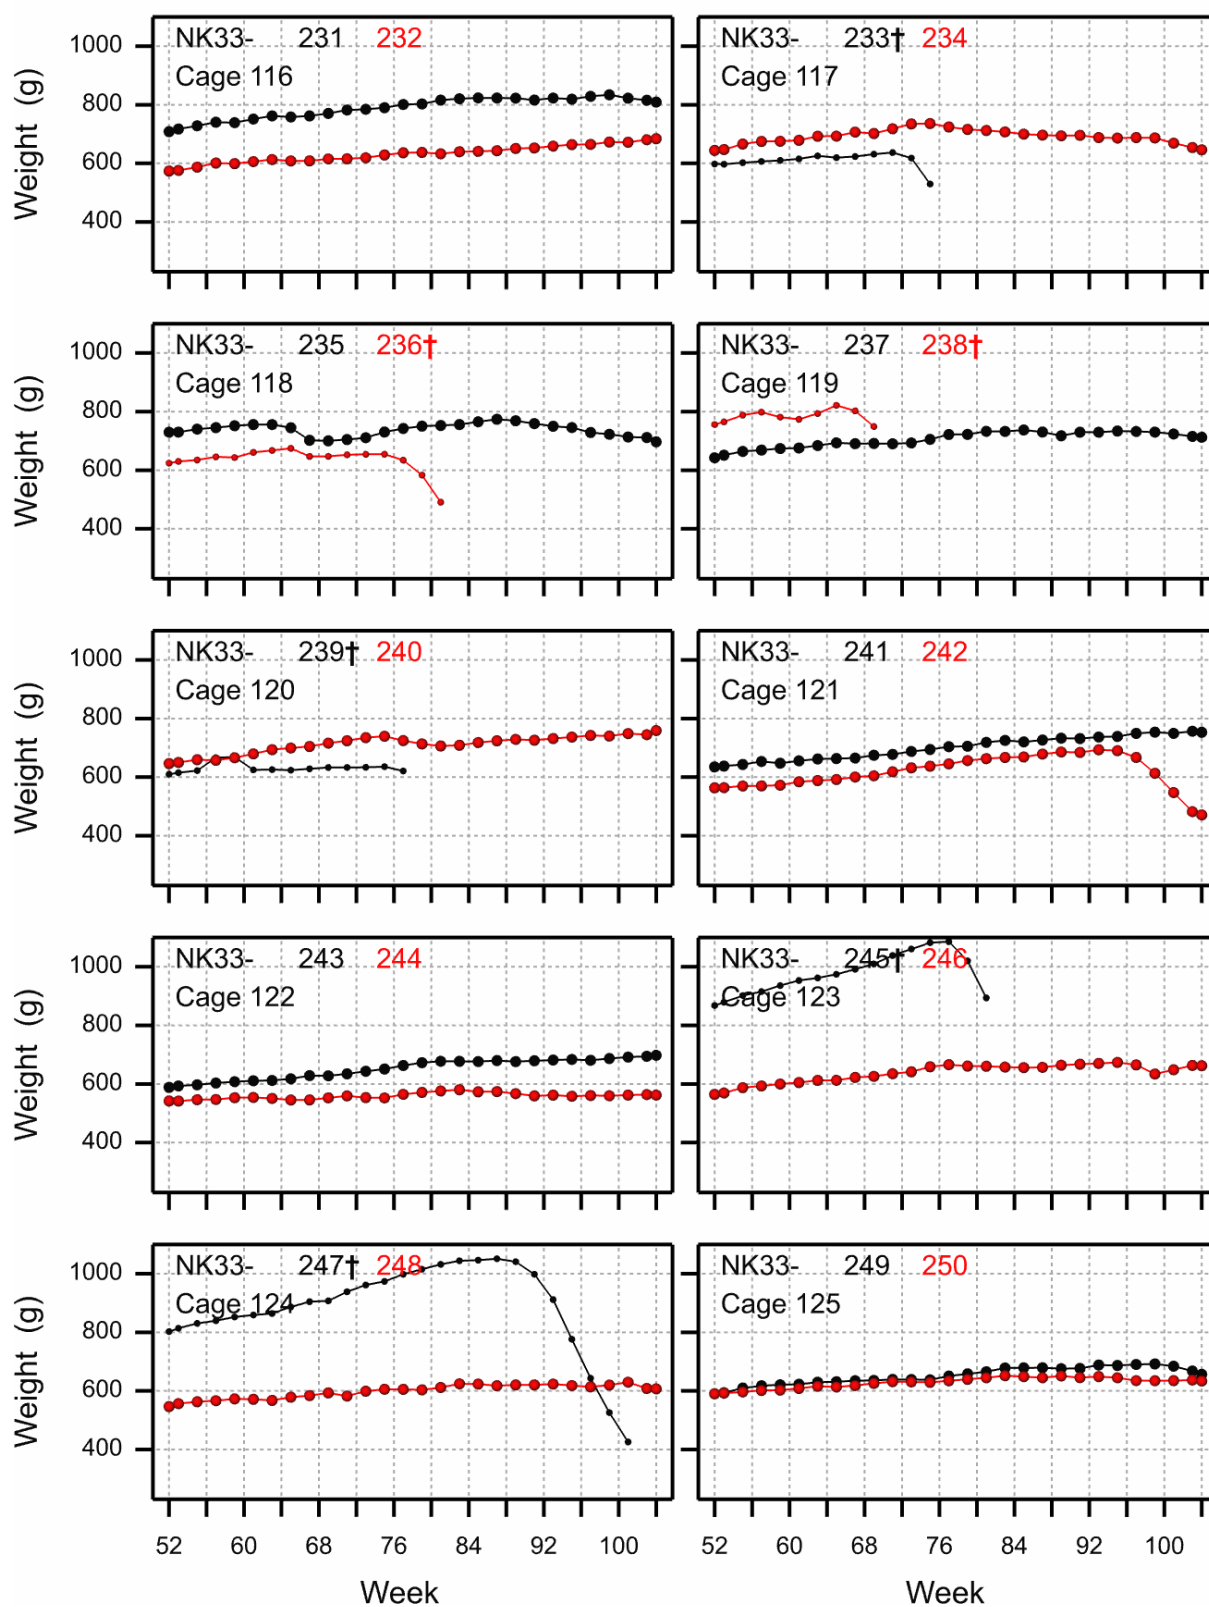 NK33- 231 232
Cage 116
1000
800
600
400
Weight (g)
NK33- 233† 234
Cage 117
NK33- 235 236†
Cage 118
1000
800
600
400
Weight (g)
NK33- 237 238†
Cage 119
NK33- 239† 240
Cage 120
1000
800
600
400
Weight (g)
NK33- 241 242
Cage 121
NK33- 243 244
Cage 122
1000
800
600
400
Weight (g)
NK33- 245† 246
Cage 123
NK33- 247† 248
Cage 124
1000
800
600
400
Weight (g)
NK33- 249 250
Cage 125
52 60 68 76 84 92 100
Week
52 60 68 76 84 92 100
Week